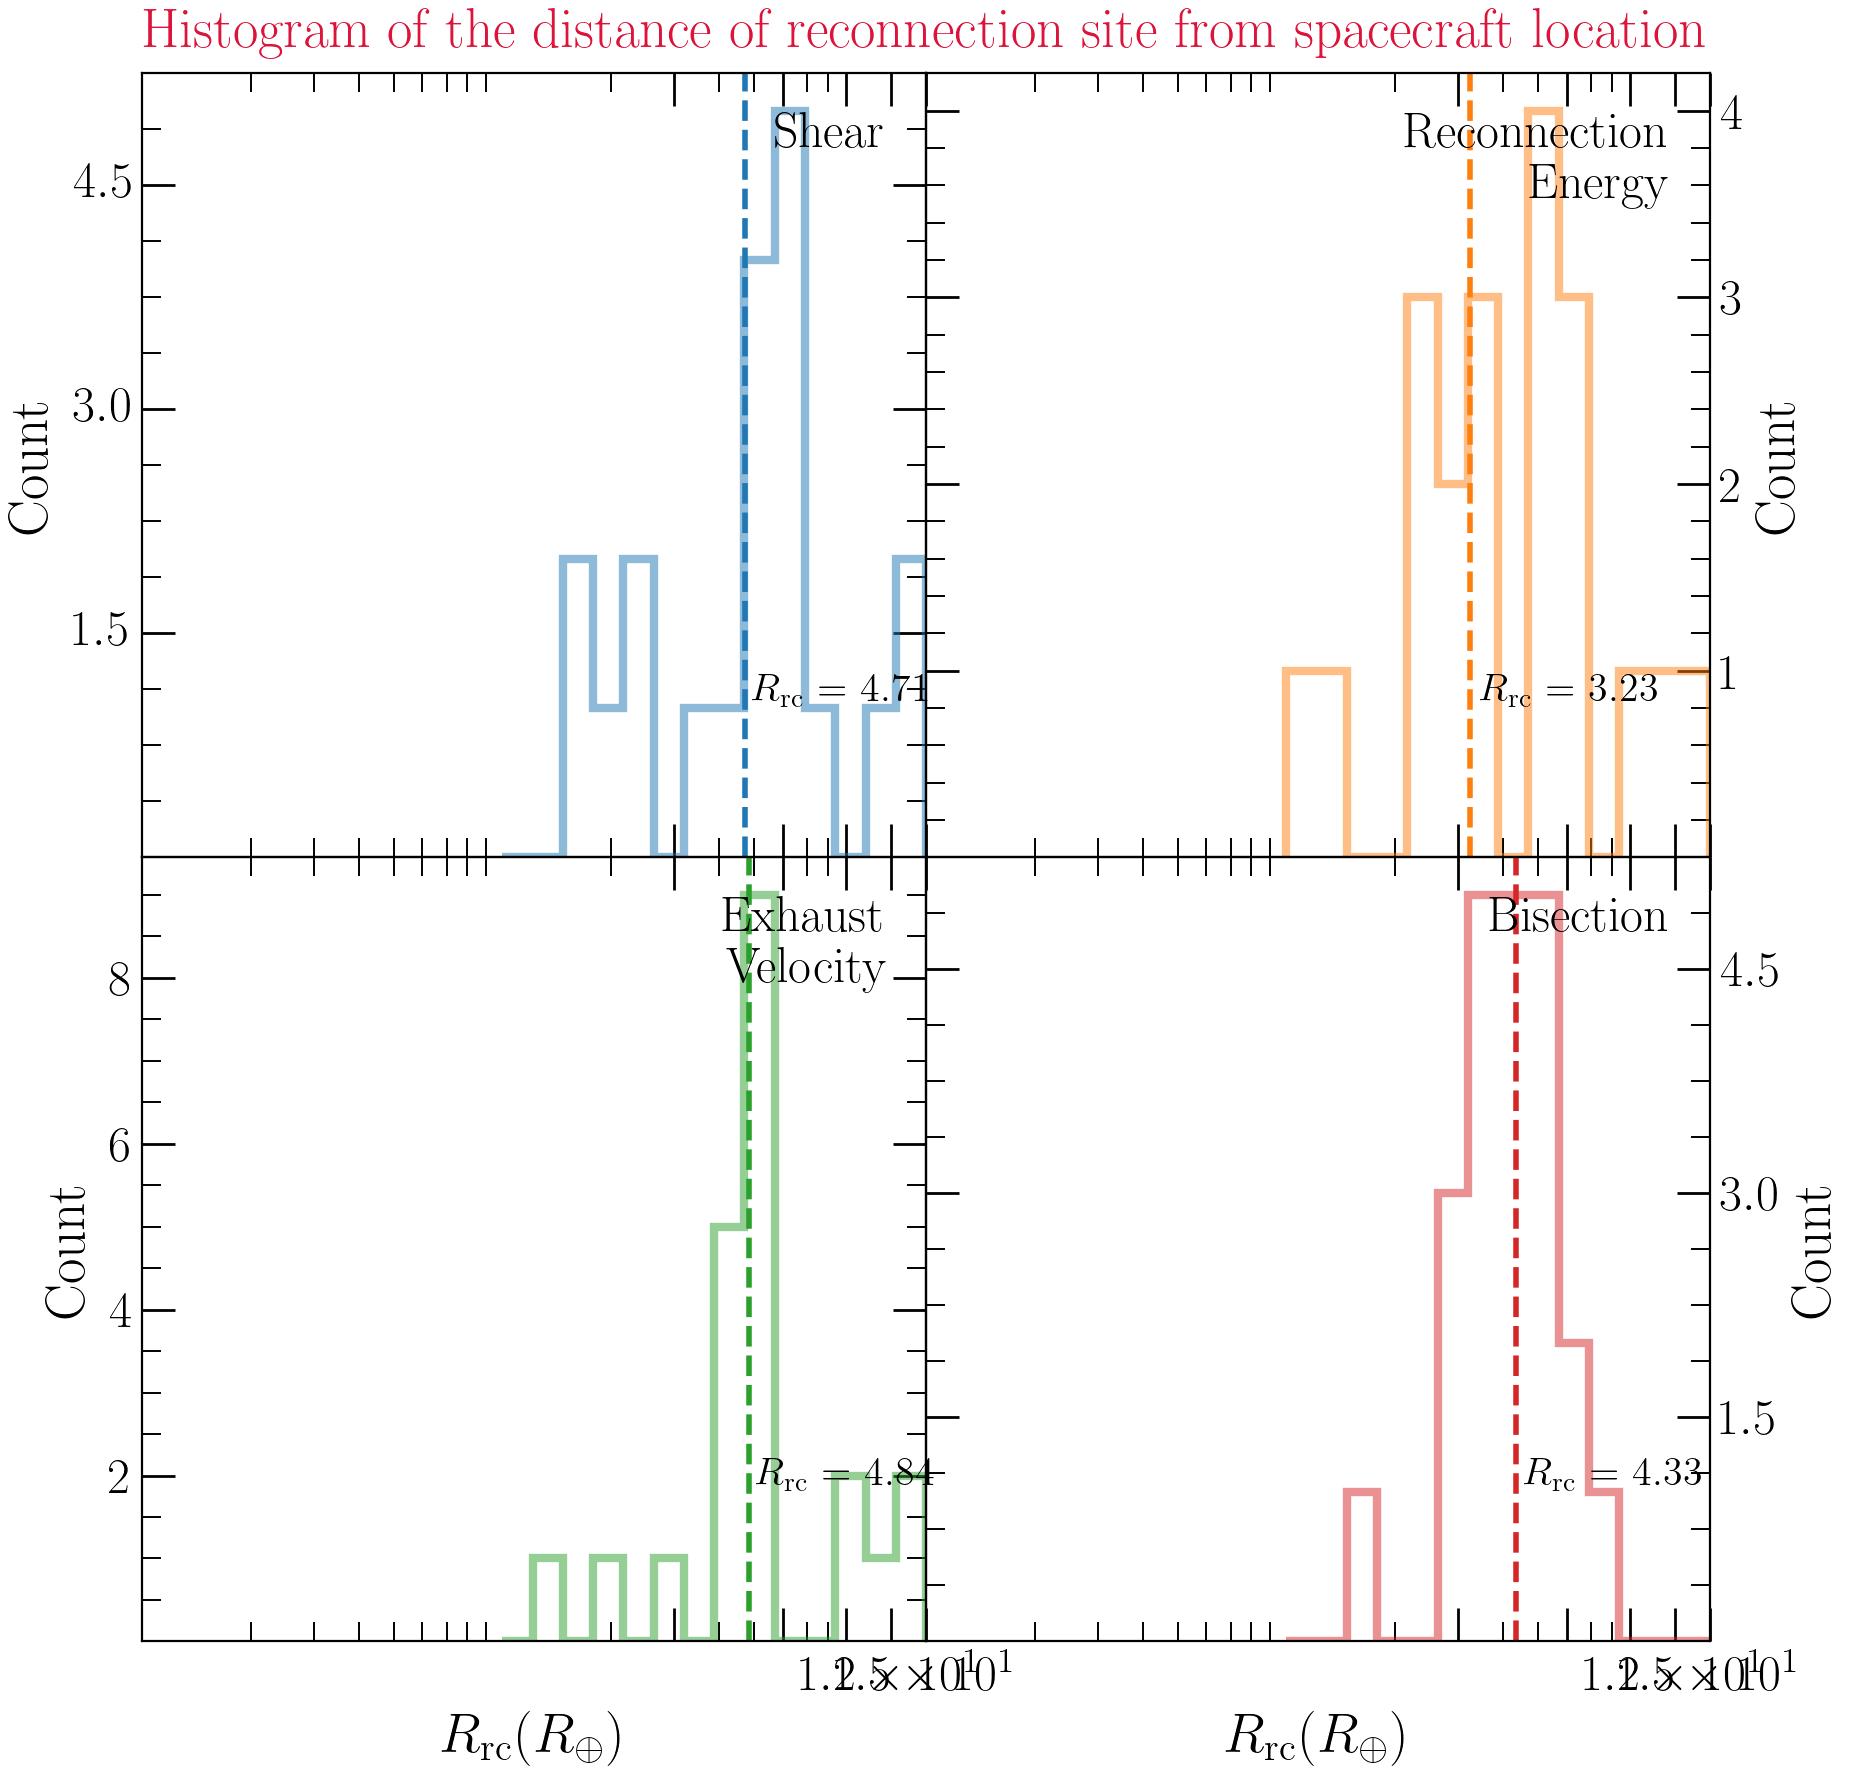 Histogram of the distance of reconnection site from spacecraft location
Shear
4.5
3.0
1.5
Count
R_rc = 4.71
Reconnection
Energy
4
3
2
1
Count
R_rc = 3.23
Exhaust
Velocity
8
6
4
2
Count
R_rc = 4.84
Bisection
4.5
3.0
1.5
Count
R_rc = 4.33
R_rc(R_⊕)
R_rc(R_⊕)